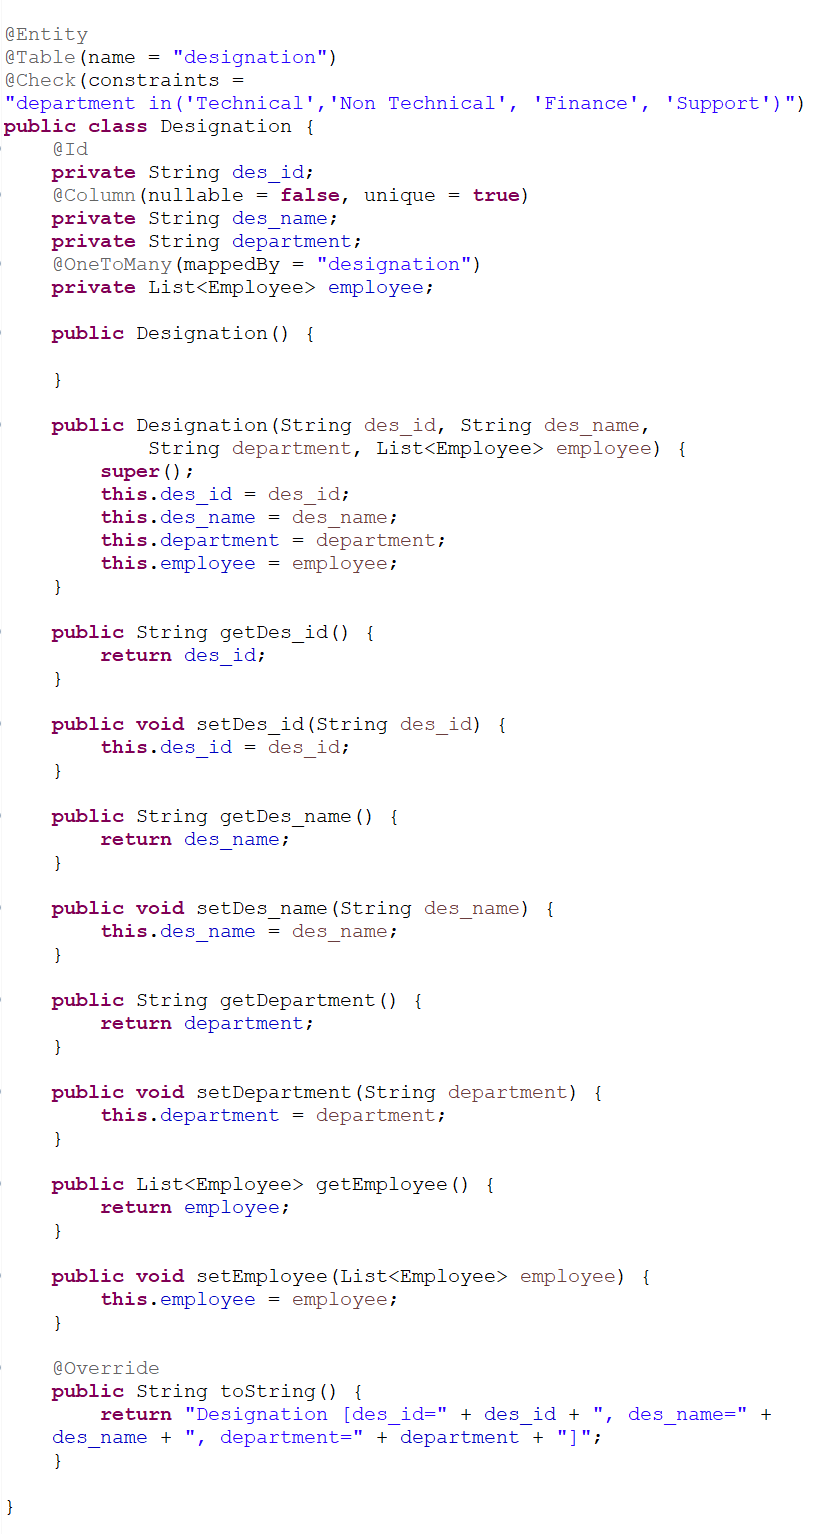 @Entity
@Table(name = "designation")
@Check(constraints =
"department in('Technical','Non Technical', 'Finance', 'Support')")
public class Designation {
    @Id
    private String des_id;
    @Column(nullable = false, unique = true)
    private String des_name;
    private String department;
    @OneToMany(mappedBy = "designation")
    private List<Employee> employee;

    public Designation() {

    }

    public Designation(String des_id, String des_name,
            String department, List<Employee> employee) {
        super();
        this.des_id = des_id;
        this.des_name = des_name;
        this.department = department;
        this.employee = employee;
    }

    public String getDes_id() {
        return des_id;
    }

    public void setDes_id(String des_id) {
        this.des_id = des_id;
    }

    public String getDes_name() {
        return des_name;
    }

    public void setDes_name(String des_name) {
        this.des_name = des_name;
    }

    public String getDepartment() {
        return department;
    }

    public void setDepartment(String department) {
        this.department = department;
    }

    public List<Employee> getEmployee() {
        return employee;
    }

    public void setEmployee(List<Employee> employee) {
        this.employee = employee;
    }

    @Override
    public String toString() {
        return "Designation [des_id=" + des_id + ", des_name=" +
    des_name + ", department=" + department + "]";
    }

}